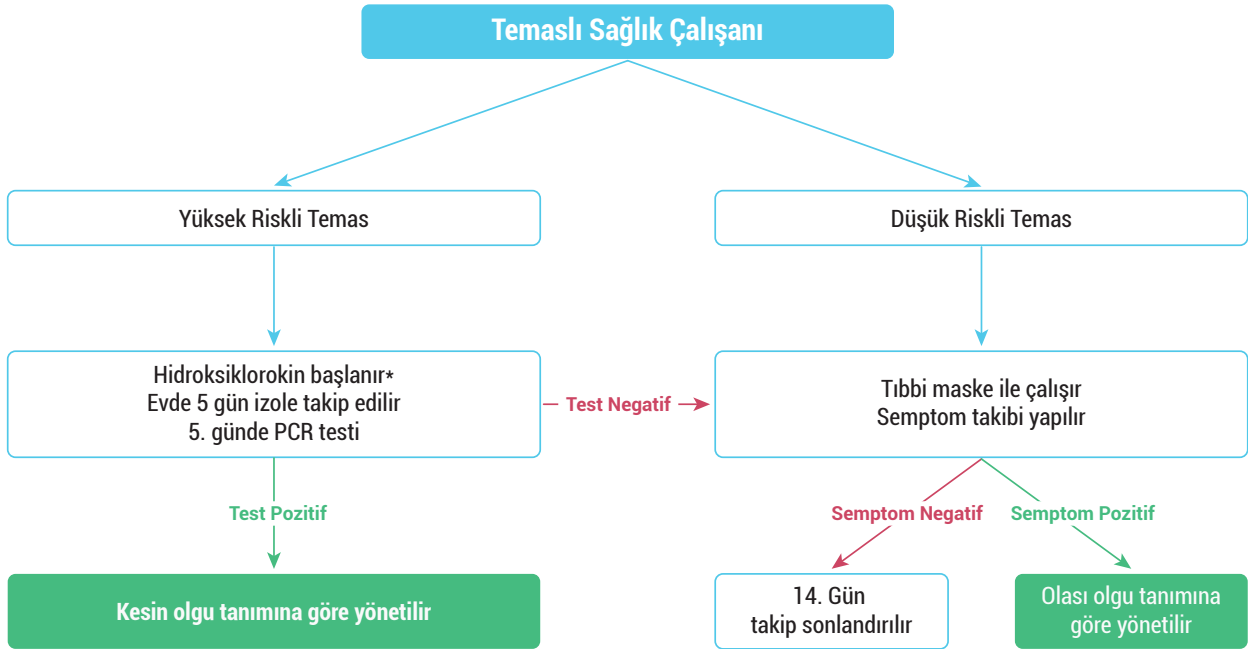 Temaslı Sağlık Çalışanı
Yüksek Riskli Temas
Düşük Riskli Temas
Hidroksiklorokin başlanır*
Evde 5 gün izole takip edilir
5. günde PCR testi
Test Negatif
Tıbbi maske ile çalışır
Semptom takibi yapılır
Test Pozitif
Semptom Negatif
Semptom Pozitif
Kesin olgu tanımına göre yönetilir
14. Gün
takip sonlandırılır
Olası olgu tanımına
göre yönetilir